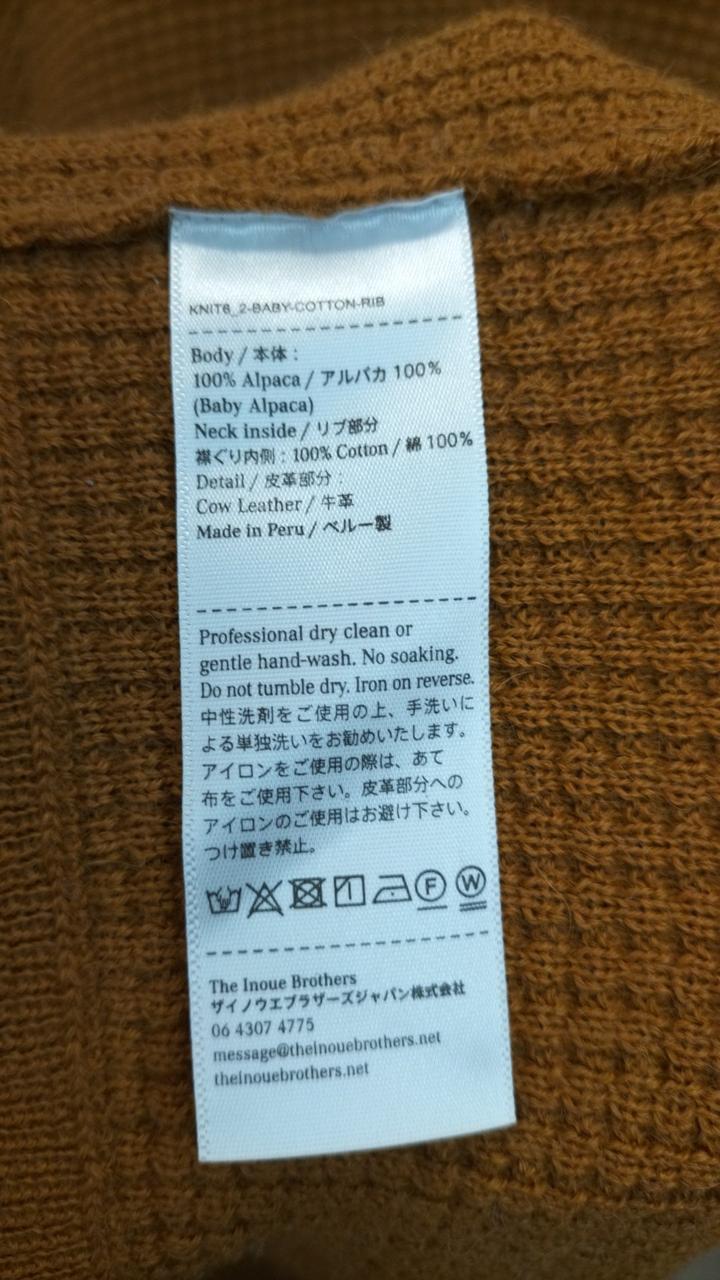 KNIT6_2-BABY-COTTON-RIB
Body / 本体 :
100% Alpaca / アルパカ 100%
(Baby Alpaca)
Neck inside / リブ部分
襟ぐり内側 : 100% Cotton / 綿 100%
Detail / 皮革部分 :
Cow Leather / 牛革
Made in Peru / ペルー製
Professional dry clean or
gentle hand-wash. No soaking.
Do not tumble dry. Iron on reverse.
中性洗剤をご使用の上、手洗いに
よる単独洗いをお勧めいたします。
アイロンをご使用の際は、あて
布をご使用下さい。皮革部分への
アイロンのご使用はお避け下さい。
つけ置き禁止。
F W
The Inoue Brothers
ザイノウエブラザーズジャパン株式会社
06 4307 4775
message@theinouebrothers.net
theinouebrothers.net